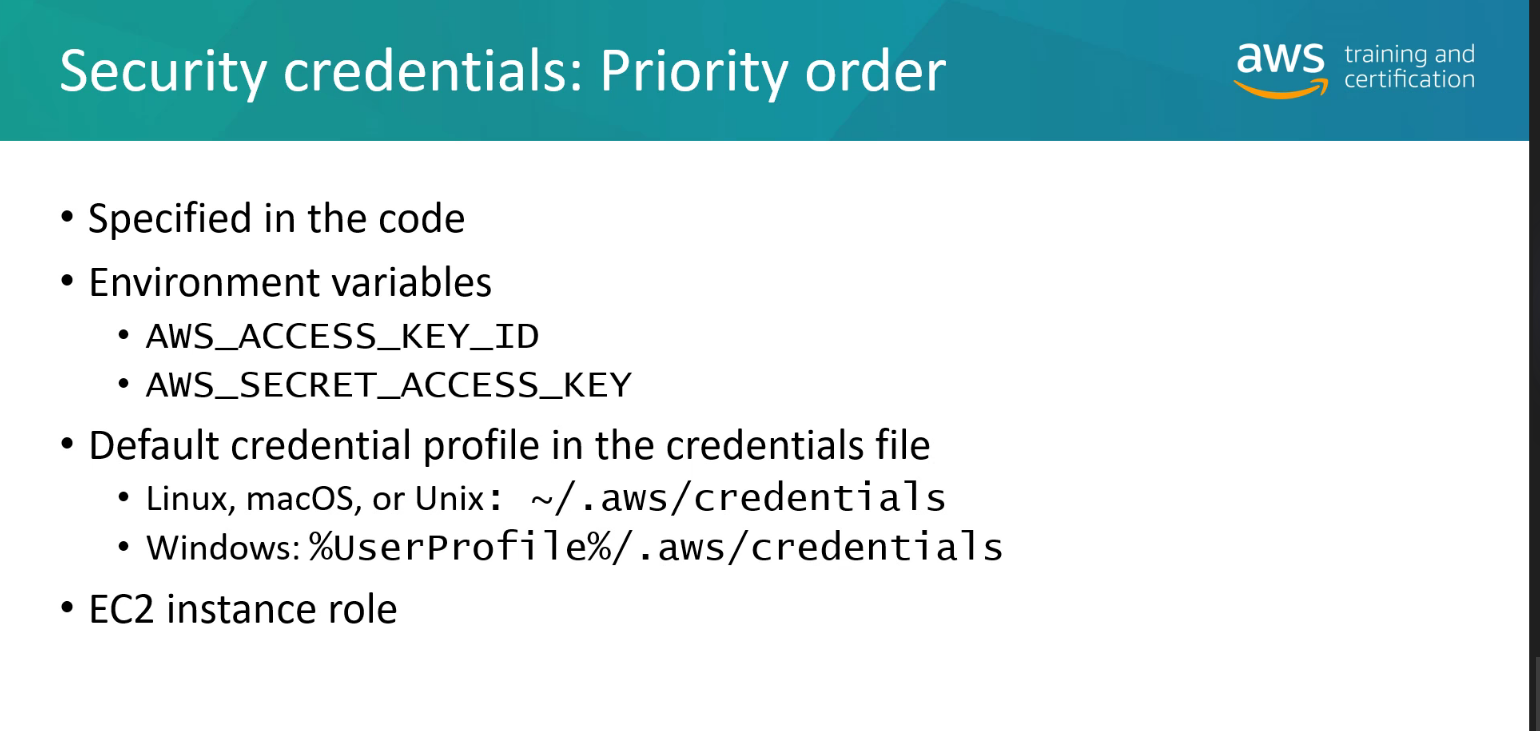 Security credentials: Priority order
aws training and certification
• Specified in the code
• Environment variables
• AWS_ACCESS_KEY_ID
• AWS_SECRET_ACCESS_KEY
• Default credential profile in the credentials file
• Linux, macOS, or Unix: ~/.aws/credentials
• Windows: %UserProfile%/.aws/credentials
• EC2 instance role